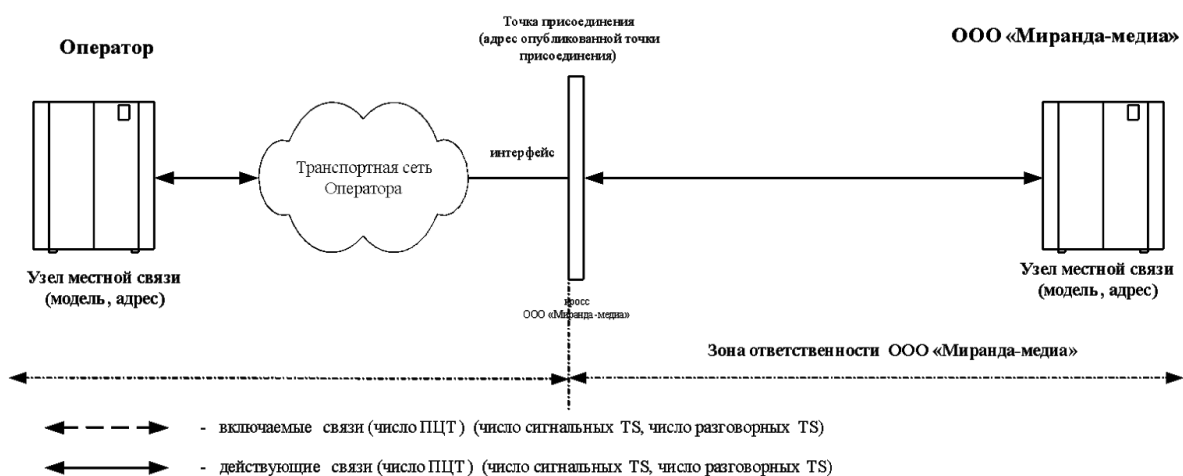 Оператор
Точка присоединения
(адрес опубликованной точки
присоединения)
ООО «Миранда-медиа»
Транспортная сеть
Оператора
интерфейс
Узел местной связи
(модель, адрес)
кросс
ООО «Миранда-медиа»
Узел местной связи
(модель, адрес)
Зона ответственности ООО «Миранда-медиа»
- включаемые связи (число ПЦТ) (число сигнальных TS, число разговорных TS)
- действующие связи (число ПЦТ) (число сигнальных TS, число разговорных TS)